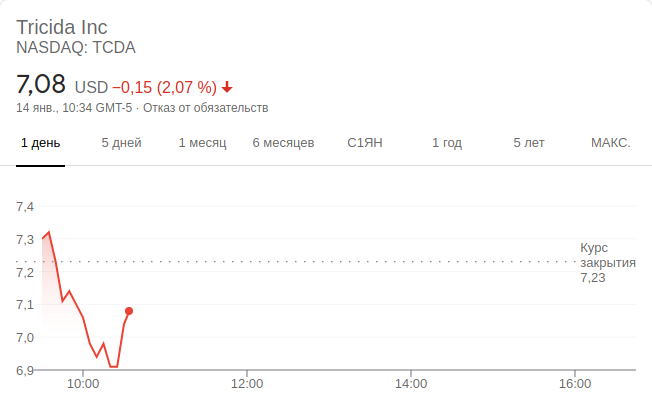 Tricida Inc
NASDAQ: TCDA
7,08 USD −0,15 (2,07 %)
14 янв., 10:34 GMT-5 · Отказ от обязательств
1 день 5 дней 1 месяц 6 месяцев С1ЯН 1 год 5 лет МАКС.
7,4
7,3
7,2
7,1
7,0
6,9
Курс
закрытия
7,23
10:00 12:00 14:00 16:00